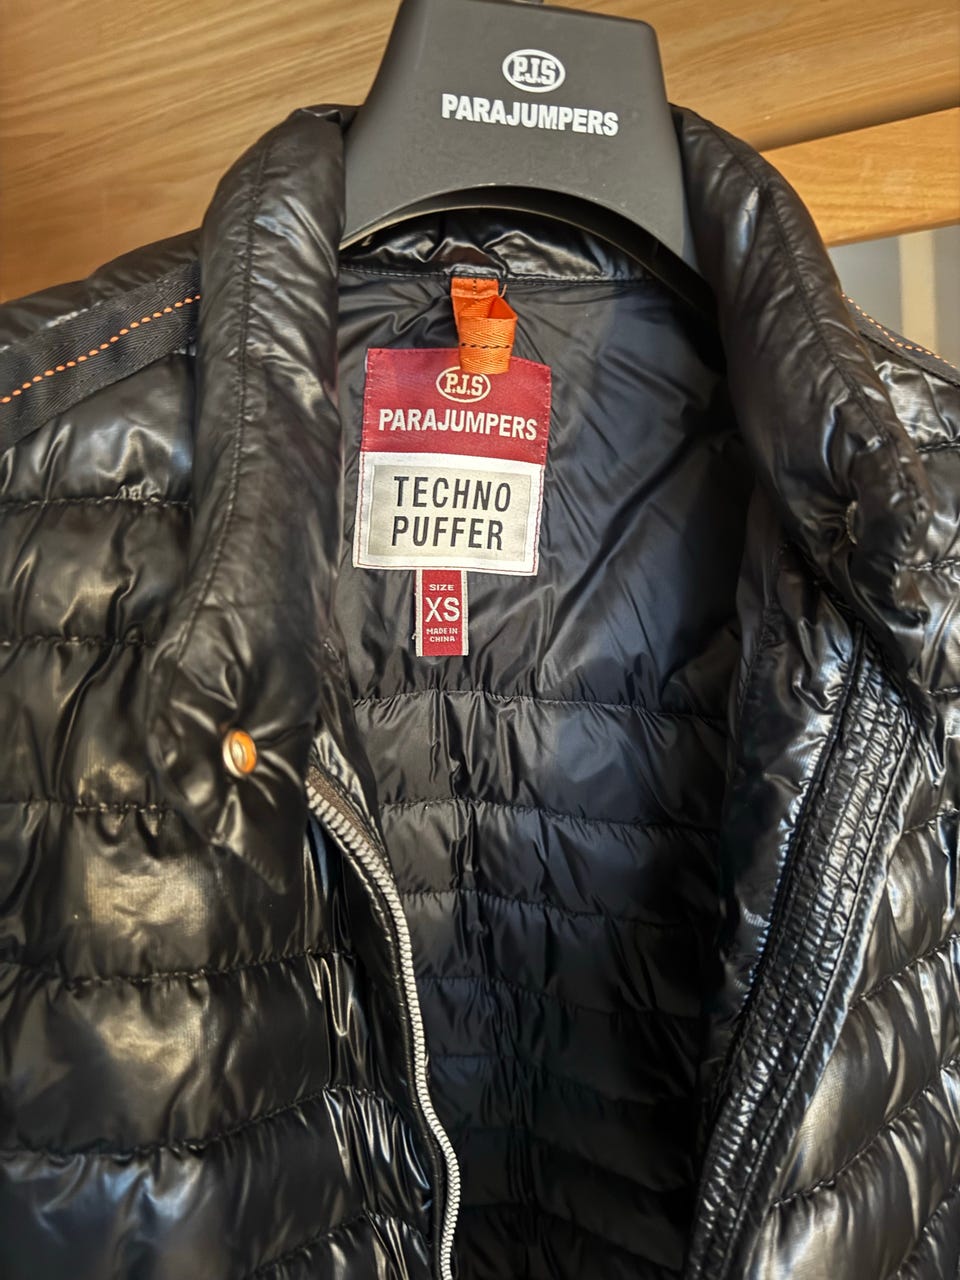 P.J.S
PARAJUMPERS
P.J.S
PARAJUMPERS
TECHNO
PUFFER
SIZE
XS
MADE IN
CHINA